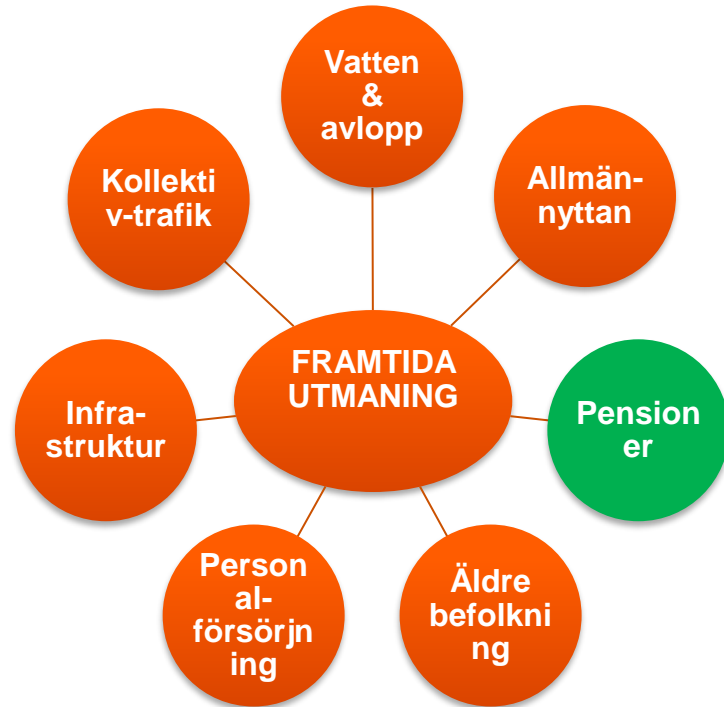 Vatten
&
avlopp
Kollekti
v-trafik
Allmän-
nyttan
FRAMTIDA
UTMANING
Infra-
struktur
Pension
er
Person
al-
försörjn
ing
Äldre
befolkni
ng